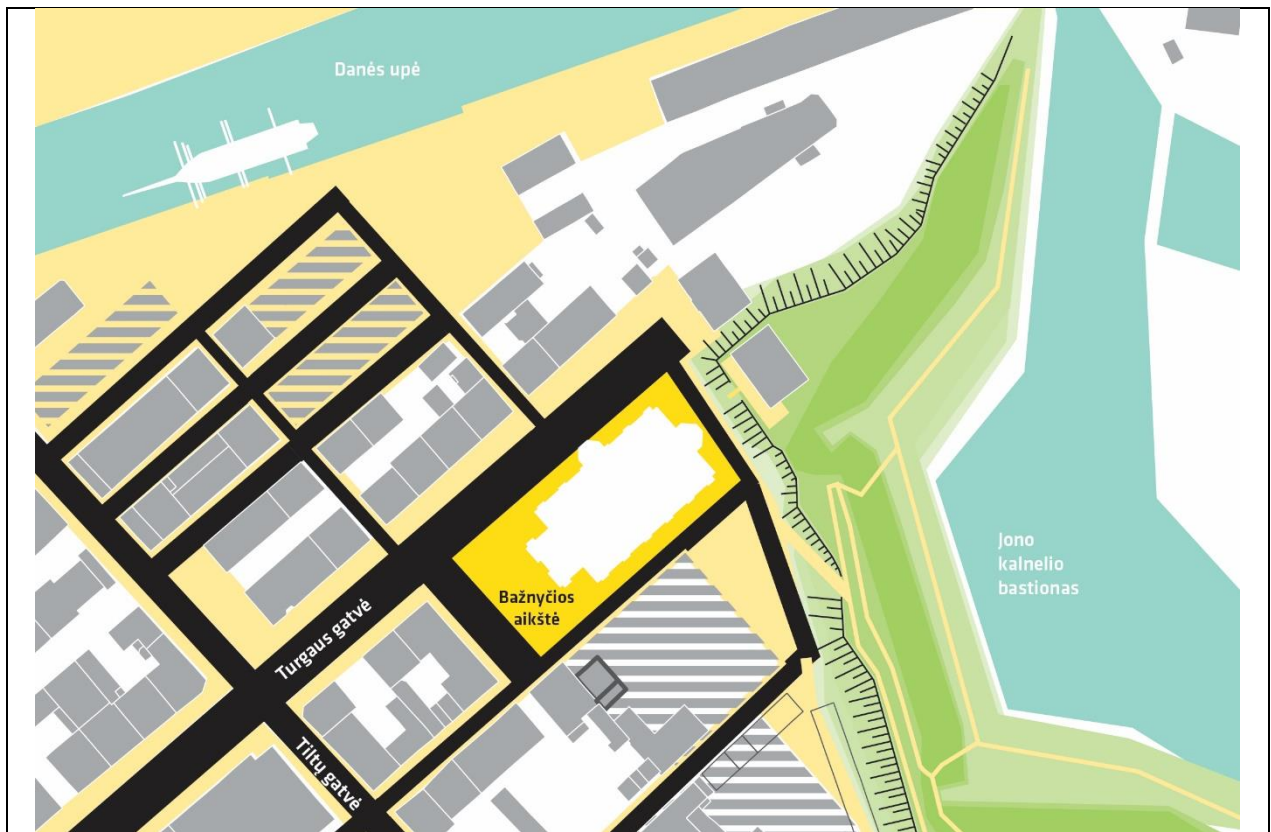 Danės upė
Jono
kalnelio
bastionas
Bažnyčios
aikštė
Turgaus gatvė
Tiltų gatvė